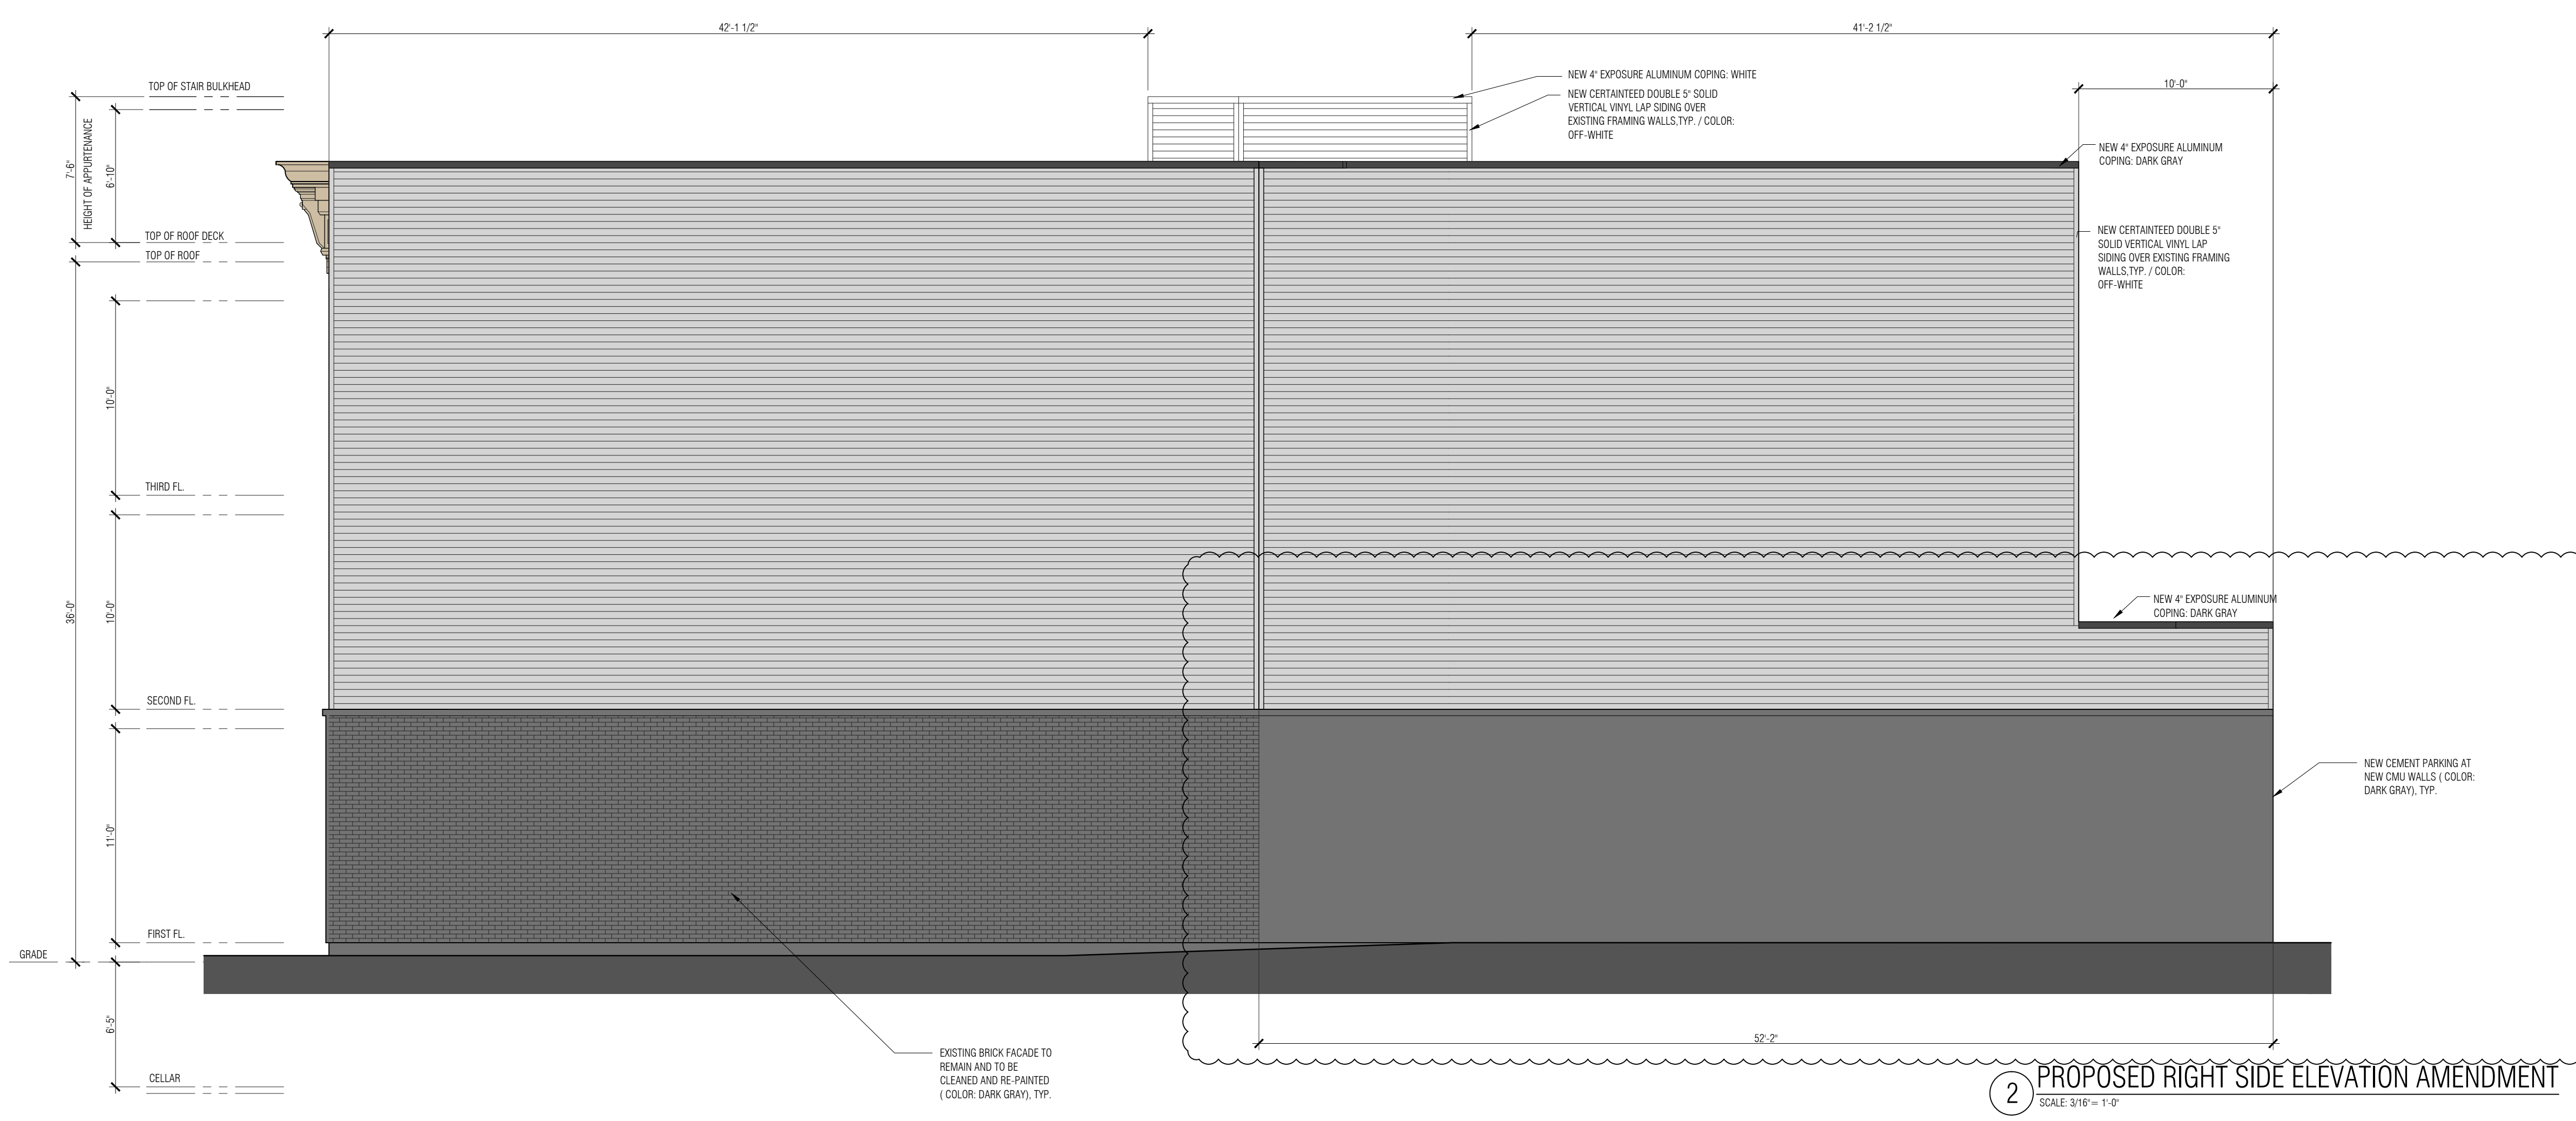 42'-1 1/2"
41'-2 1/2"
10'-0"
TOP OF STAIR BULKHEAD
7'-6"
HEIGHT OF APPURTENANCE
6'-10"
TOP OF ROOF DECK
TOP OF ROOF
NEW 4" EXPOSURE ALUMINUM COPING: WHITE
NEW CERTAINTEED DOUBLE 5" SOLID
VERTICAL VINYL LAP SIDING OVER
EXISTING FRAMING WALLS,TYP. / COLOR:
OFF-WHITE
NEW 4" EXPOSURE ALUMINUM
COPING: DARK GRAY
NEW CERTAINTEED DOUBLE 5"
SOLID VERTICAL VINYL LAP
SIDING OVER EXISTING FRAMING
WALLS,TYP. / COLOR:
OFF-WHITE
10'-0"
THIRD FL.
36'-0"
10'-0"
NEW 4" EXPOSURE ALUMINUM
COPING: DARK GRAY
SECOND FL.
11'-0"
NEW CEMENT PARKING AT
NEW CMU WALLS ( COLOR:
DARK GRAY), TYP.
FIRST FL.
GRADE
6'-5"
CELLAR
EXISTING BRICK FACADE TO
REMAIN AND TO BE
CLEANED AND RE-PAINTED
( COLOR: DARK GRAY), TYP.
52'-2"
2
PROPOSED RIGHT SIDE ELEVATION AMENDMENT
SCALE: 3/16"= 1'-0"